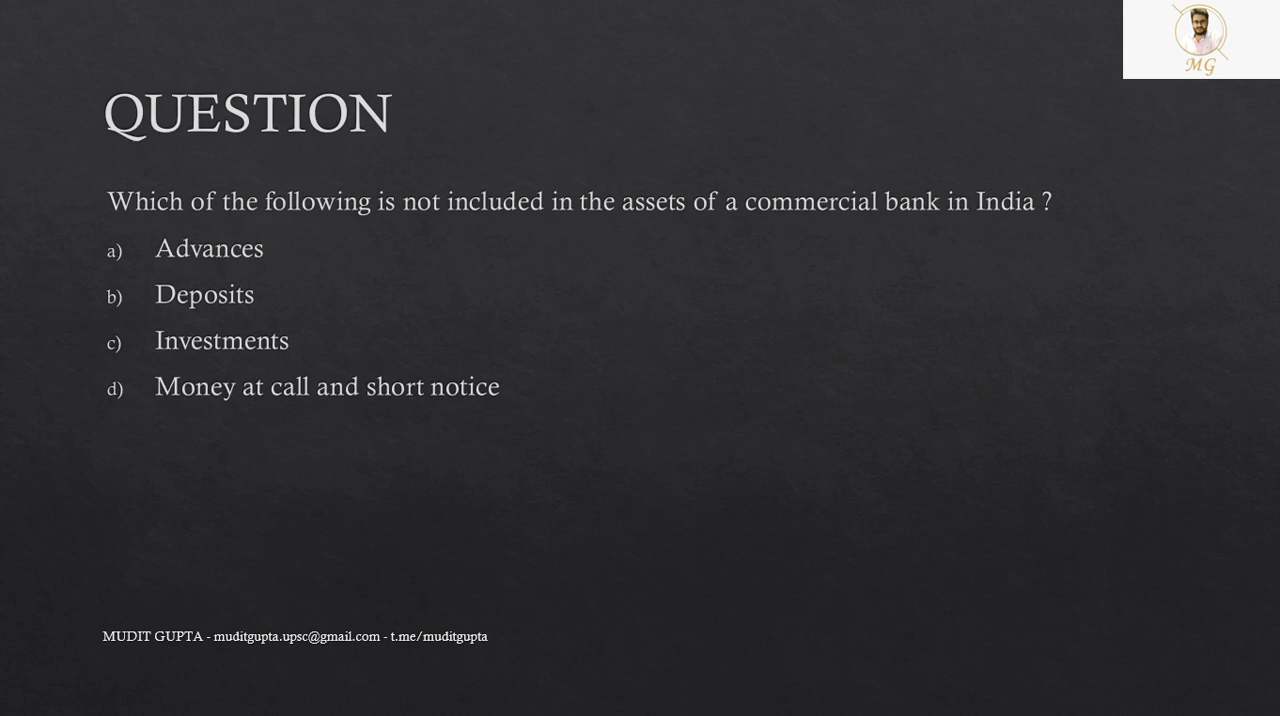 MG
QUESTION
Which of the following is not included in the assets of a commercial bank in India ?
a) Advances
b) Deposits
c) Investments
d) Money at call and short notice
MUDIT GUPTA - muditgupta.upsc@gmail.com - t.me/muditgupta